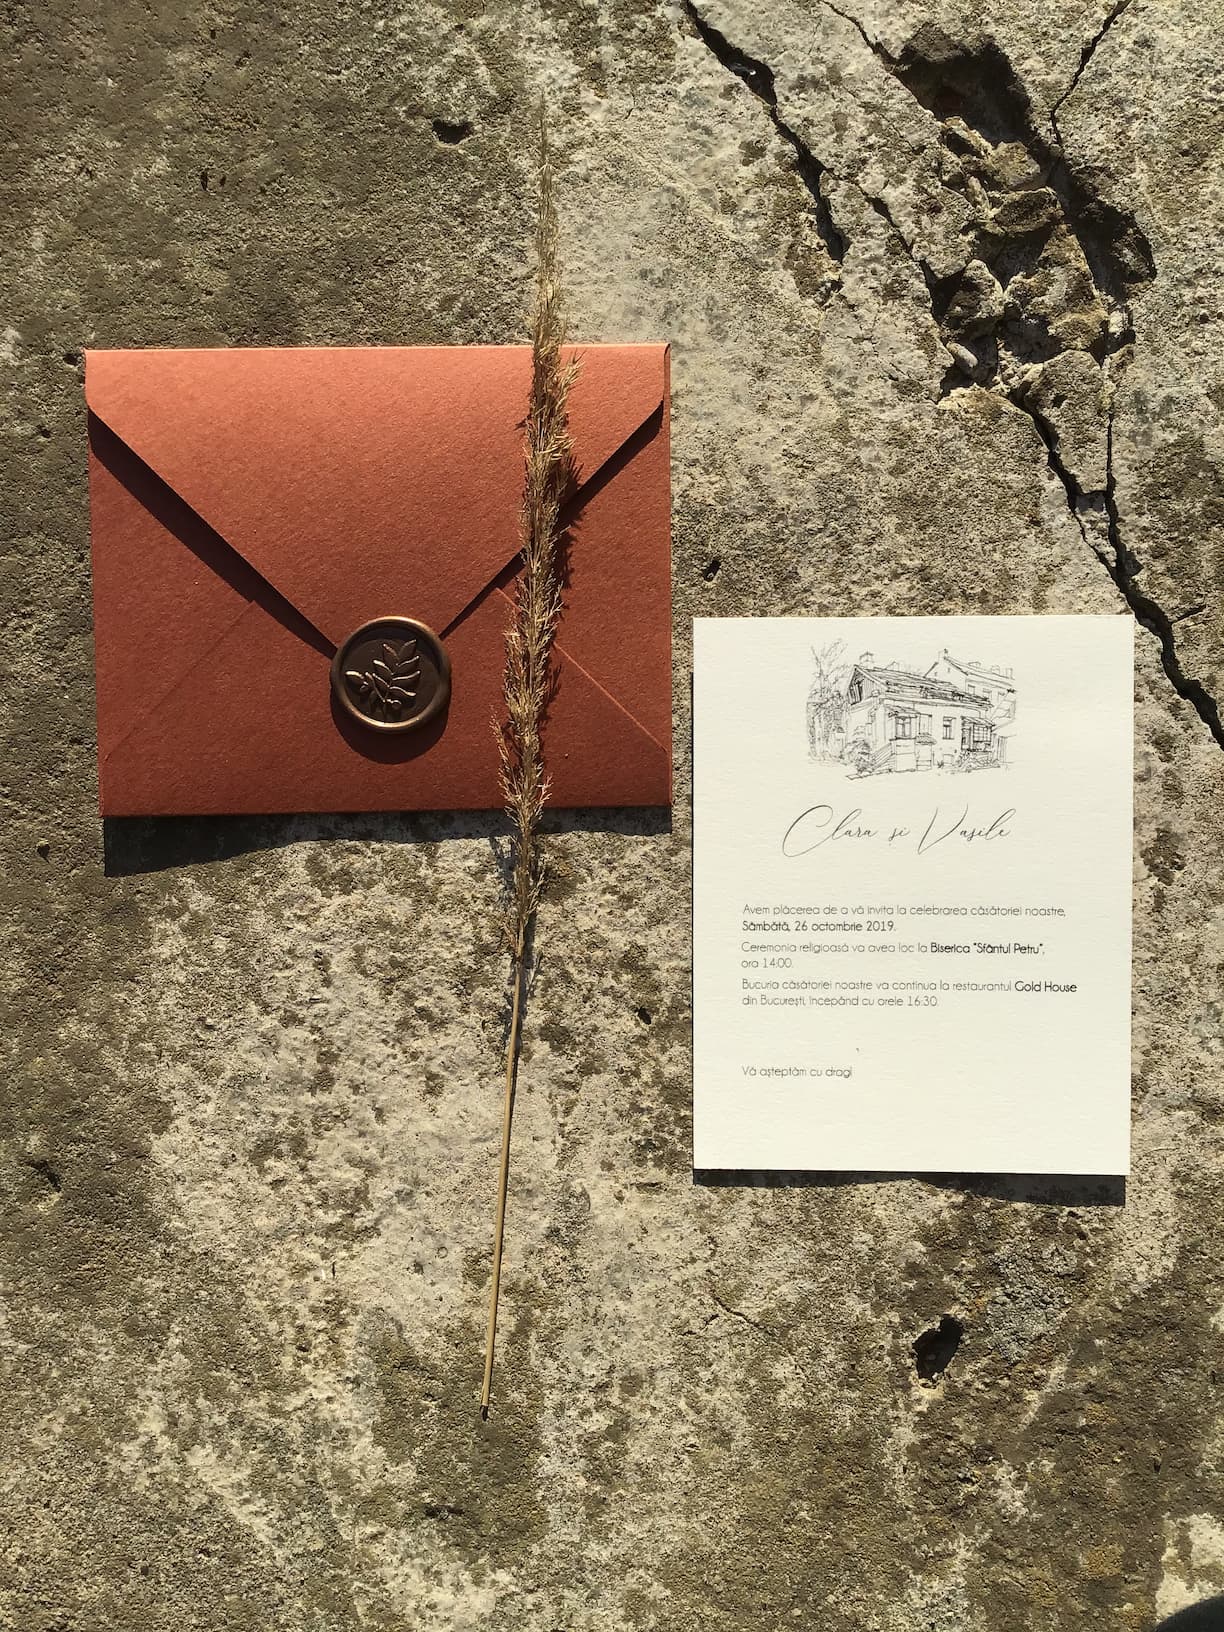 Clara și Vasile
Avem plăcerea de a vă invita la celebrarea căsătoriei noastre,
Sâmbătă, 26 octombrie 2019.
Ceremonia religioasă va avea loc la Biserica "Sfântul Petru",
ora 14:00.
Bucuria căsătoriei noastre va continua la restaurantul Gold House
din București, începând cu orele 16:30.
Vă așteptăm cu drag!